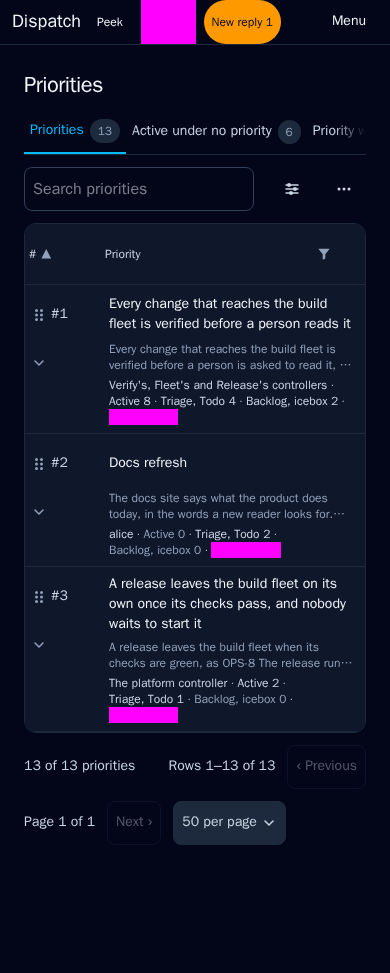 Dispatch Peek New reply 1 Menu
Priorities
Priorities 13 Active under no priority 6 Priority w
Search priorities
# ▲ Priority
#1 Every change that reaches the build
fleet is verified before a person reads it
Every change that reaches the build fleet is
verified before a person is asked to read it, ···
Verify's, Fleet's and Release's controllers ·
Active 8 · Triage, Todo 4 · Backlog, icebox 2 ·
#2 Docs refresh
The docs site says what the product does
today, in the words a new reader looks for.···
alice · Active 0 · Triage, Todo 2 ·
Backlog, icebox 0 ·
#3 A release leaves the build fleet on its
own once its checks pass, and nobody
waits to start it
A release leaves the build fleet when its
checks are green, as OPS-8 The release run···
The platform controller · Active 2 ·
Triage, Todo 1 · Backlog, icebox 0 ·
13 of 13 priorities Rows 1–13 of 13 ‹ Previous
Page 1 of 1 Next › 50 per page